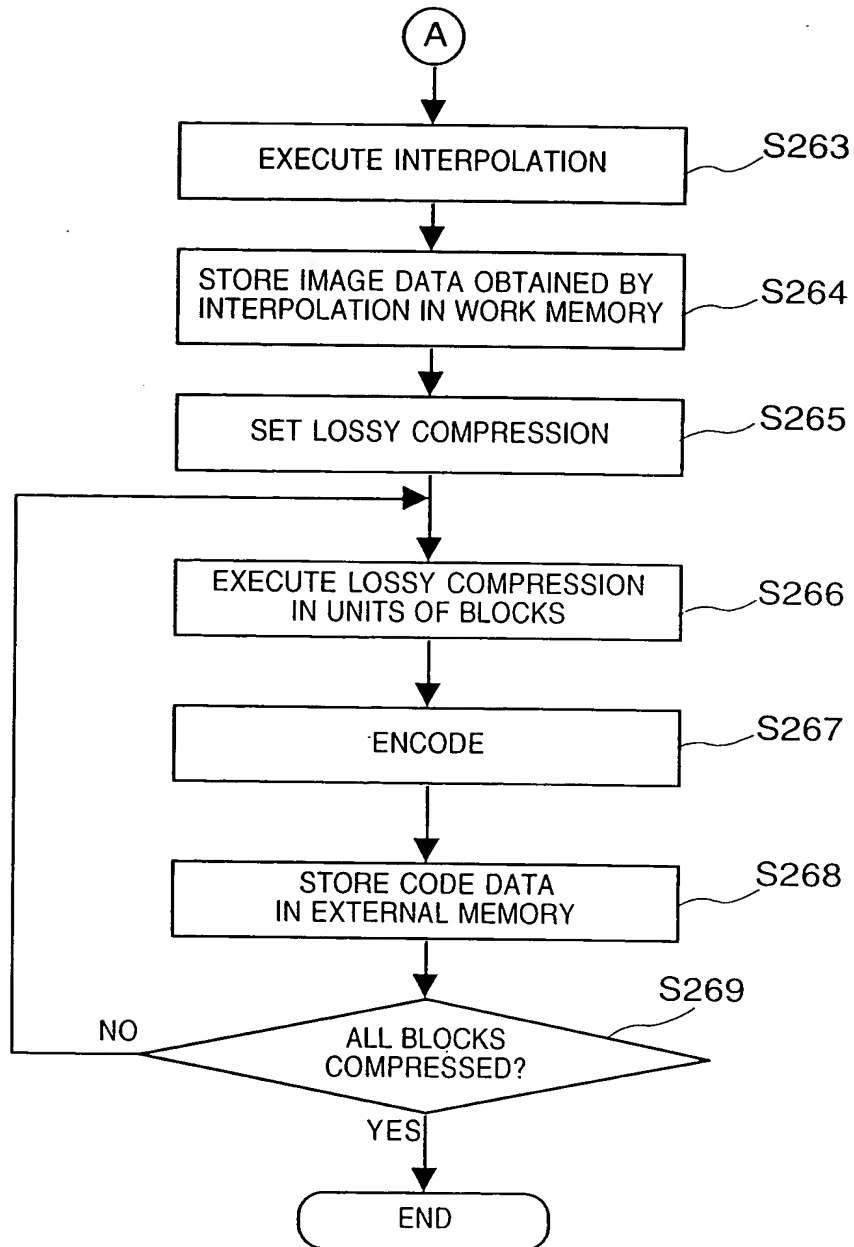 A
EXECUTE INTERPOLATION
S263
STORE IMAGE DATA OBTAINED BY
INTERPOLATION IN WORK MEMORY
S264
SET LOSSY COMPRESSION
S265
EXECUTE LOSSY COMPRESSION
IN UNITS OF BLOCKS
S266
ENCODE
S267
STORE CODE DATA
IN EXTERNAL MEMORY
S268
S269
NO
ALL BLOCKS
COMPRESSED?
YES
END